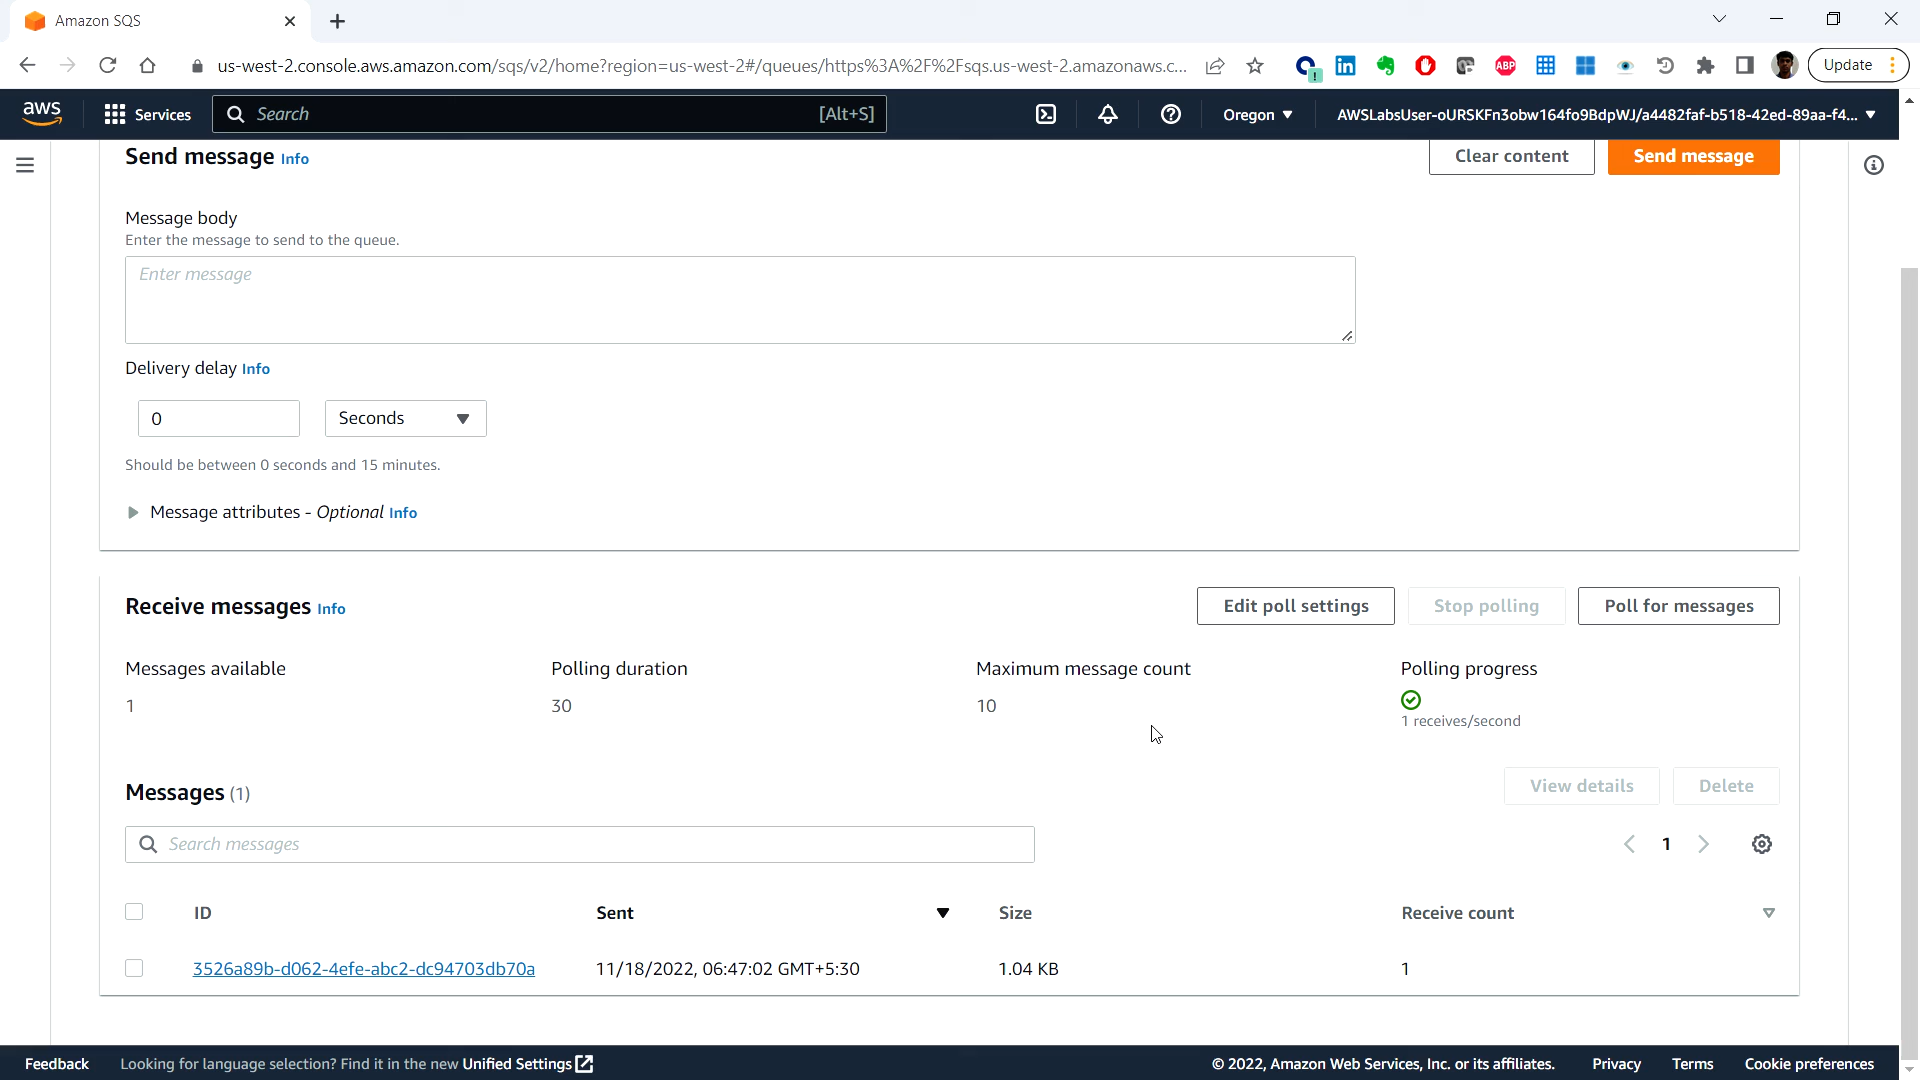 Amazon SQS
us-west-2.console.aws.amazon.com/sqs/v2/home?region=us-west-2#/queues/https%3A%2F%2Fsqs.us-west-2.amazonaws.c...
!
ABP
Update
aws
Services
Search
[Alt+S]
Oregon
AWSLabsUser-oURSKFn3obw164fo9BdpWJ/a4482faf-b518-42ed-89aa-f4...
Send message Info
Clear content
Send message
Message body
Enter the message to send to the queue.
Enter message
Delivery delay Info
0
Seconds
Should be between 0 seconds and 15 minutes.
Message attributes - Optional Info
Receive messages Info
Edit poll settings
Stop polling
Poll for messages
Messages available
Polling duration
Maximum message count
Polling progress
1
30
10
1 receives/second
Messages (1)
View details
Delete
Search messages
1
ID
Sent
Size
Receive count
3526a89b-d062-4efe-abc2-dc94703db70a
11/18/2022, 06:47:02 GMT+5:30
1.04 KB
1
Feedback
Looking for language selection? Find it in the new Unified Settings
© 2022, Amazon Web Services, Inc. or its affiliates.
Privacy
Terms
Cookie preferences